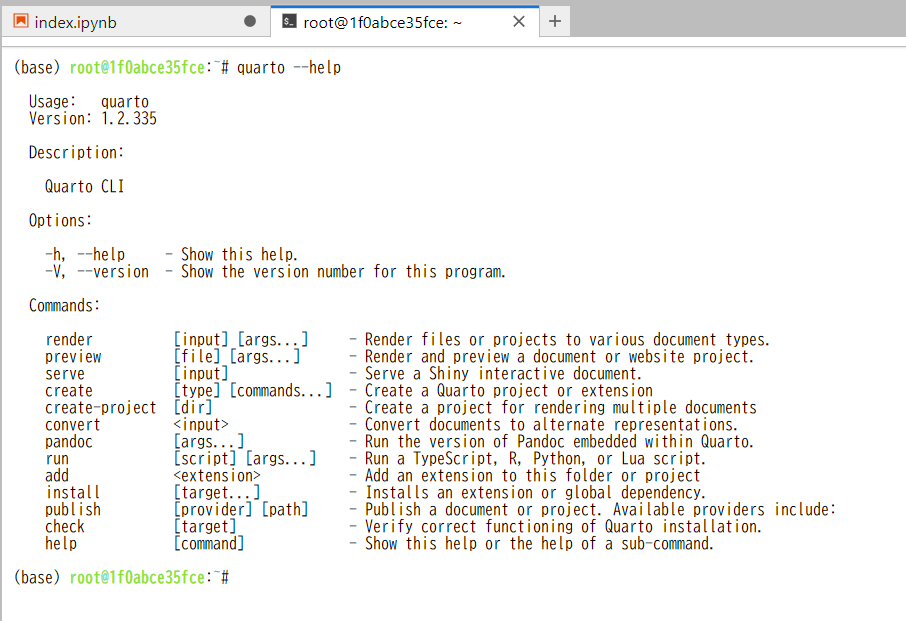 index.ipynb
root@1f0abce35fce: ~
(base) root@1f0abce35fce:~# quarto --help
Usage: quarto
Version: 1.2.335
Description:
Quarto CLI
Options:
-h, --help - Show this help.
-V, --version - Show the version number for this program.
Commands:
render [input] [args...] - Render files or projects to various document types.
preview [file] [args...] - Render and preview a document or website project.
serve [input] - Serve a Shiny interactive document.
create [type] [commands...] - Create a Quarto project or extension
create-project [dir] - Create a project for rendering multiple documents
convert <input> - Convert documents to alternate representations.
pandoc [args...] - Run the version of Pandoc embedded within Quarto.
run [script] [args...] - Run a TypeScript, R, Python, or Lua script.
add <extension> - Add an extension to this folder or project
install [target...] - Installs an extension or global dependency.
publish [provider] [path] - Publish a document or project. Available providers include:
check [target] - Verify correct functioning of Quarto installation.
help [command] - Show this help or the help of a sub-command.
(base) root@1f0abce35fce:~#